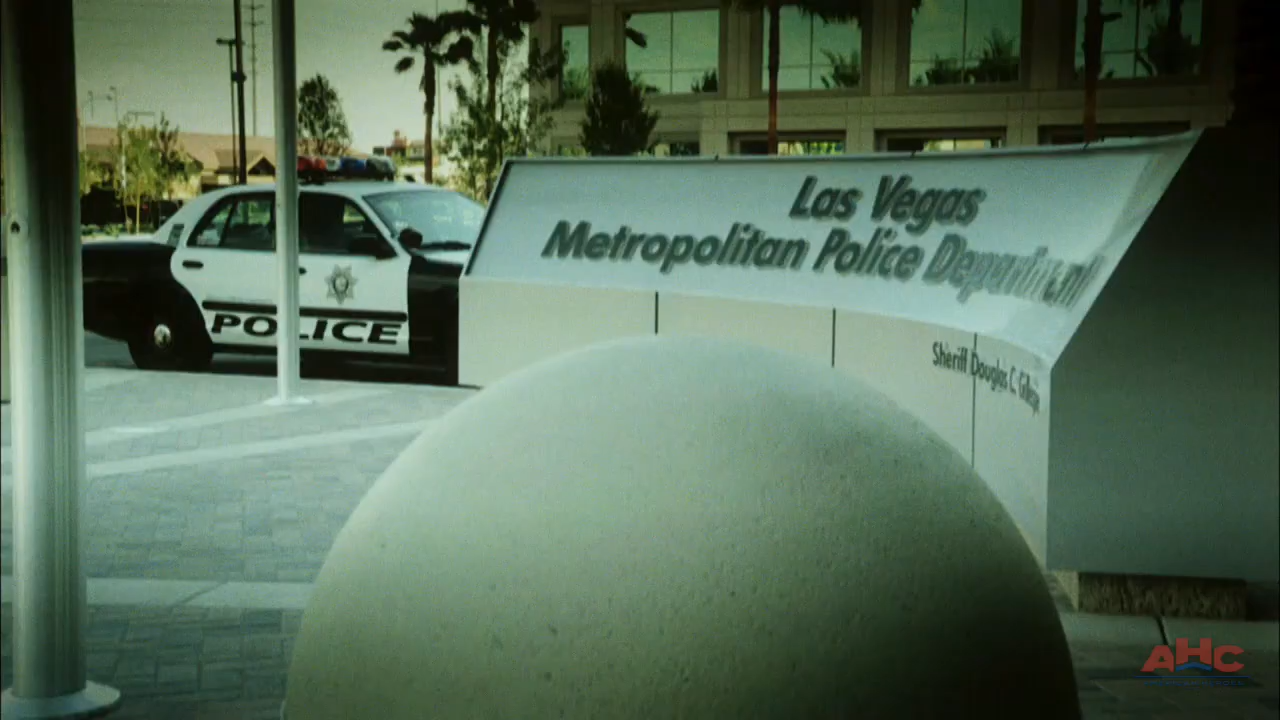 Las Vegas
Metropolitan Police Department
Sheriff Douglas C. Gillespie
POLICE
AHC